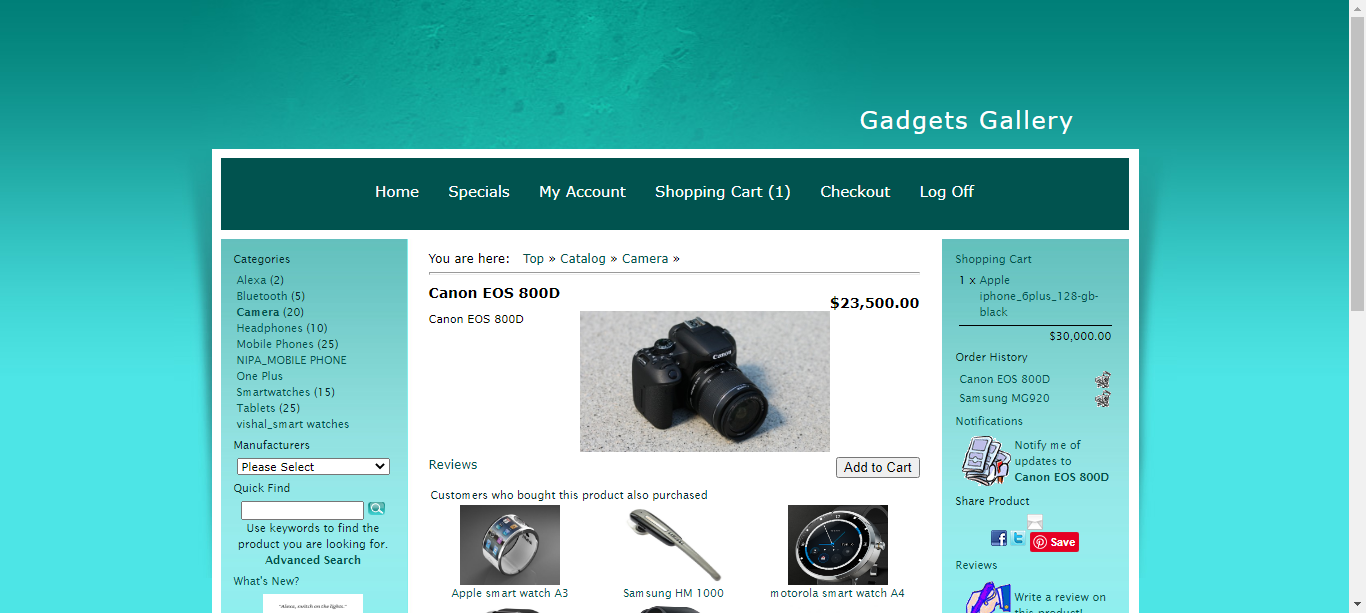 Gadgets Gallery
Home Specials My Account Shopping Cart (1) Checkout Log Off
Categories
Alexa (2)
Bluetooth (5)
Camera (20)
Headphones (10)
Mobile Phones (25)
NIPA_MOBILE PHONE
One Plus
Smartwatches (15)
Tablets (25)
vishal_smart watches
Manufacturers
Please Select
Quick Find
Use keywords to find the
product you are looking for.
Advanced Search
What's New?
"Alexa, switch on the lights."
You are here: Top » Catalog » Camera »
Canon EOS 800D
$23,500.00
Canon EOS 800D
Canon
Reviews
Add to Cart
Customers who bought this product also purchased
Apple smart watch A3
Samsung HM 1000
motorola smart watch A4
Shopping Cart
1 x Apple
iphone_6plus_128-gb-
black
$30,000.00
Order History
Canon EOS 800D
Samsung MG920
Notifications
Notify me of
updates to
Canon EOS 800D
Share Product
Save
Reviews
Write a review on
this product!